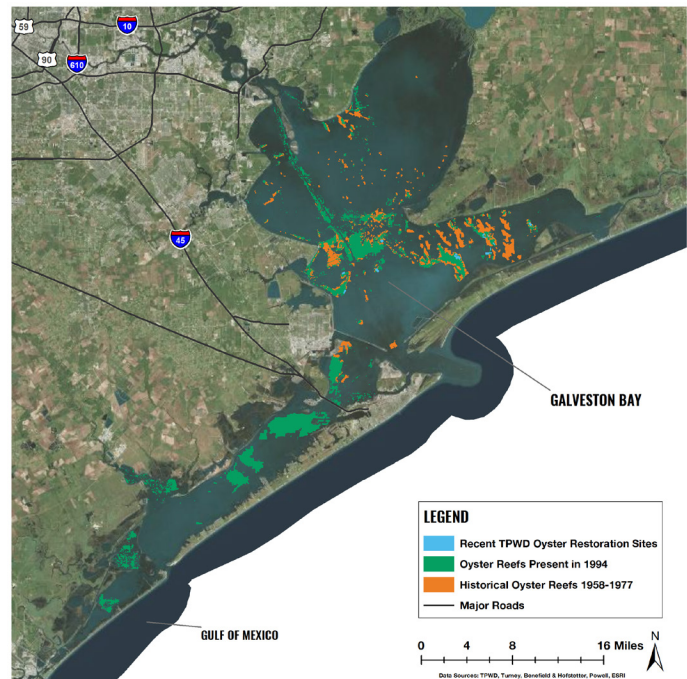 59
10
90
610
45
GALVESTON BAY
LEGEND
Recent TPWD Oyster Restoration Sites
Oyster Reefs Present in 1994
Historical Oyster Reefs 1958-1977
Major Roads
GULF OF MEXICO
N
0 4 8 16 Miles
Data Sources: TPWD, Turney, Benefield & Hofstetter, Powell, ESRI